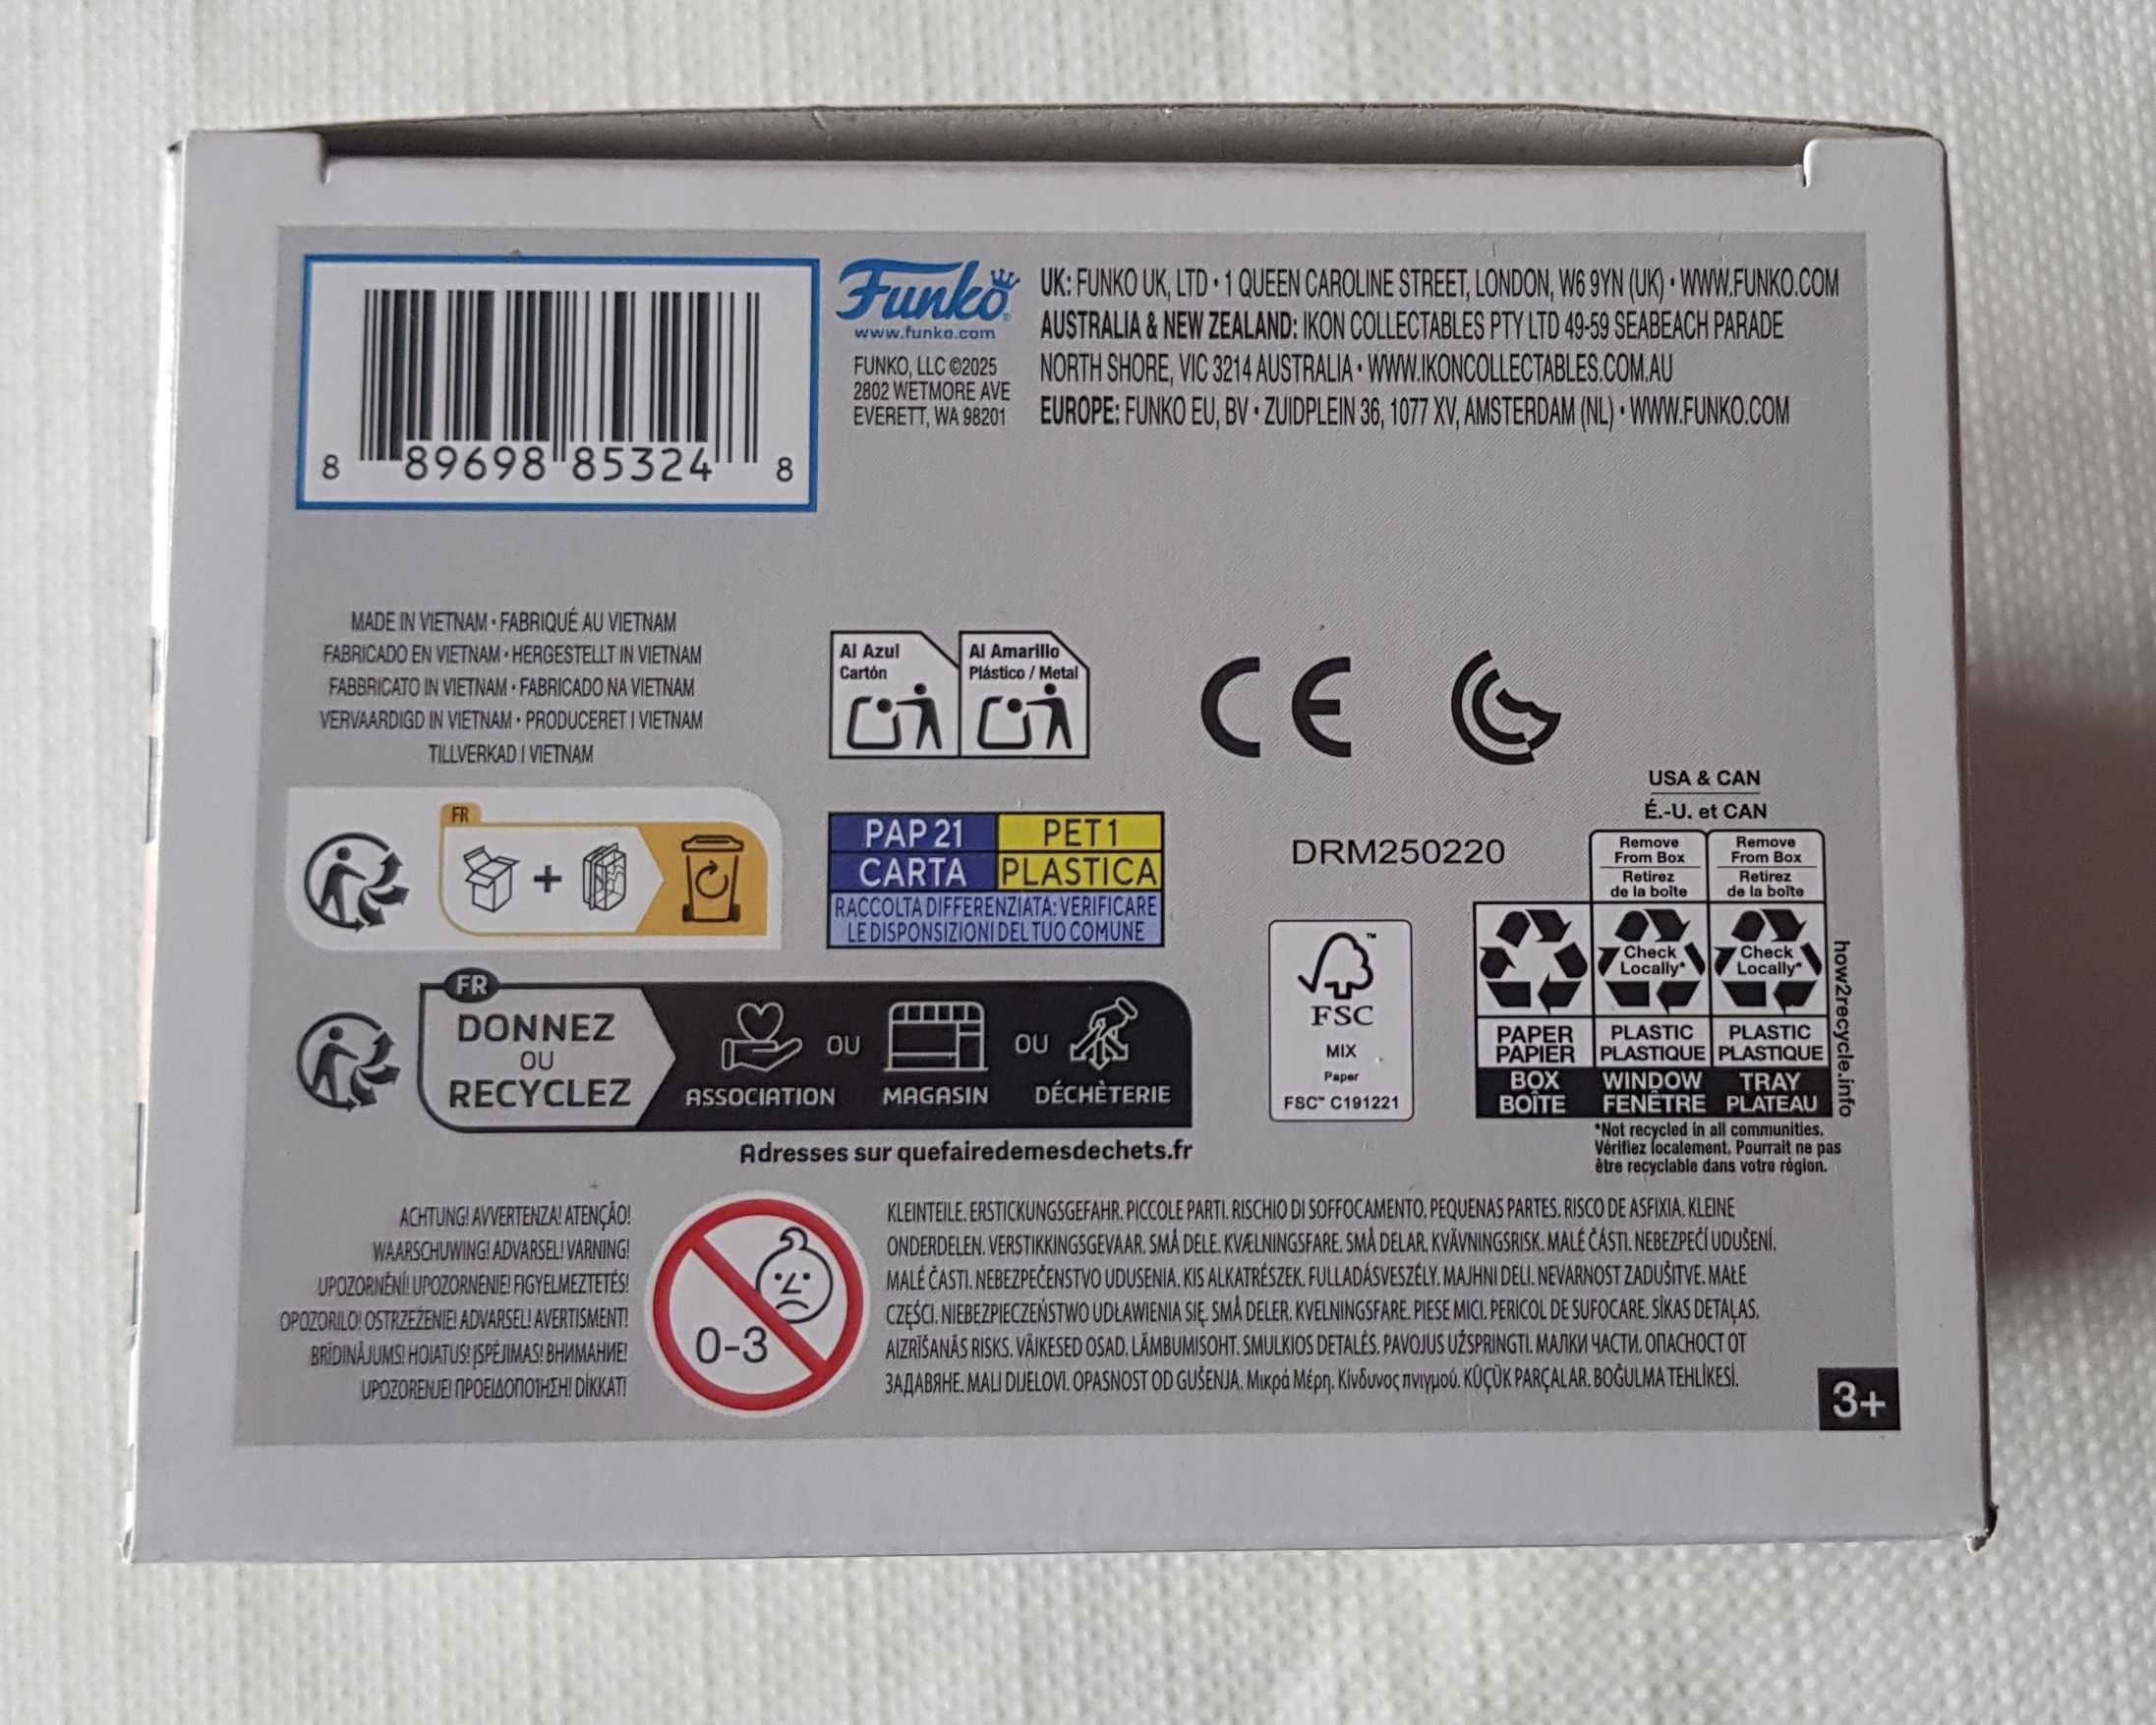 8 89698 85324 8
Funko
www.funko.com
FUNKO, LLC ©2025
2802 WETMORE AVE
EVERETT, WA 98201
UK: FUNKO UK, LTD • 1 QUEEN CAROLINE STREET, LONDON, W6 9YN (UK) • WWW.FUNKO.COM
AUSTRALIA & NEW ZEALAND: IKON COLLECTABLES PTY LTD 49-59 SEABEACH PARADE
NORTH SHORE, VIC 3214 AUSTRALIA • WWW.IKONCOLLECTABLES.COM.AU
EUROPE: FUNKO EU, BV • ZUIDPLEIN 36, 1077 XV, AMSTERDAM (NL) • WWW.FUNKO.COM
MADE IN VIETNAM • FABRIQUÉ AU VIETNAM
FABRICADO EN VIETNAM • HERGESTELLT IN VIETNAM
FABBRICATO IN VIETNAM • FABRICADO NA VIETNAM
VERVAARDIGD IN VIETNAM • PRODUCERET I VIETNAM
TILLVERKAD I VIETNAM
Al Azul
Cartón
Al Amarillo
Plástico / Metal
CE
FR
PAP 21
CARTA
PET 1
PLASTICA
RACCOLTA DIFFERENZIATA: VERIFICARE
LE DISPONSIZIONI DEL TUO COMUNE
DRM250220
USA & CAN
É.-U. et CAN
Remove
From Box
Retirez
de la boîte
Remove
From Box
Retirez
de la boîte
Check
Locally*
Check
Locally*
PAPER
PAPIER
PLASTIC
PLASTIQUE
PLASTIC
PLASTIQUE
BOX
BOÎTE
WINDOW
FENÊTRE
TRAY
PLATEAU
how2recycle.info
*Not recycled in all communities.
Vérifiez localement. Pourrait ne pas
être recyclable dans votre région.
FSC
™
MIX
Paper
FSC™ C191221
FR
DONNEZ
OU
RECYCLEZ
ASSOCIATION
OU
MAGASIN
OU
DÉCHÈTERIE
Adresses sur quefairedemesdechets.fr
ACHTUNG! AVVERTENZA! ATENÇÃO!
WAARSCHUWING! ADVARSEL! VARNING!
UPOZORNĚNÍ! UPOZORNENIE! FIGYELMEZTETÉS!
OPOZORILO! OSTRZEŻENIE! ADVARSEL! AVERTISMENT!
BRĪDINĀJUMS! HOIATUS! ĮSPĖJIMAS! ВНИМАНИЕ!
UPOZORENJE! ΠΡΟΕΙΔΟΠΟΙΗΣΗ! DİKKAT!
0-3
KLEINTEILE. ERSTICKUNGSGEFAHR. PICCOLE PARTI. RISCHIO DI SOFFOCAMENTO. PEQUENAS PARTES. RISCO DE ASFIXIA. KLEINE
ONDERDELEN. VERSTIKKINGSGEVAAR. SMÅ DELE. KVÆLNINGSFARE. SMÅ DELAR. KVÄVNINGSRISK. MALÉ ČÁSTI. NEBEZPEČÍ UDUŠENÍ.
MALÉ ČASTI. NEBEZPEČENSTVO UDUSENIA. KIS ALKATRÉSZEK. FULLADÁSVESZÉLY. MAJHNI DELI. NEVARNOST ZADUŠITVE. MAŁE
CZĘŚCI. NIEBEZPIECZEŃSTWO UDŁAWIENIA SIĘ. SMÅ DELER. KVELNINGSFARE. PIESE MICI. PERICOL DE SUFOCARE. SĪKAS DETAĻAS.
AIZRĪŠANĀS RISKS. VÄIKESED OSAD. LÄMBUMISOHT. SMULKIOS DETALĖS. PAVOJUS UŽSPRINGTI. МАЛКИ ЧАСТИ. ОПАСНОСТ ОТ
ЗАДАВЯНЕ. MALI DIJELOVI. OPASNOST OD GUŠENJA. Μικρά Μέρη. Κίνδυνος πνιγμού. KÜÇÜK PARÇALAR. BOĞULMA TEHLİKESİ.
3+